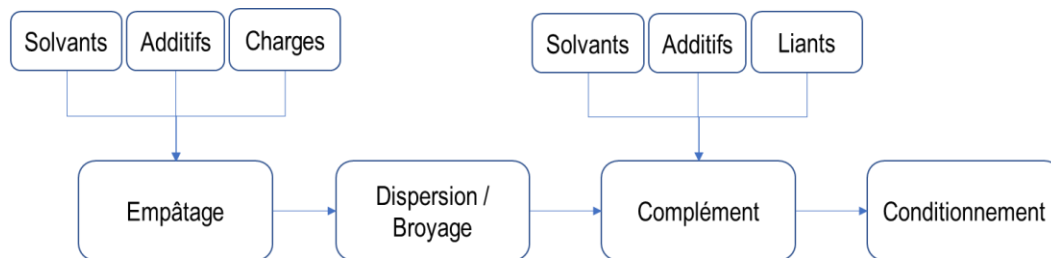 Solvants
Additifs
Charges
Solvants
Additifs
Liants
Empâtage
Dispersion /
Broyage
Complément
Conditionnement